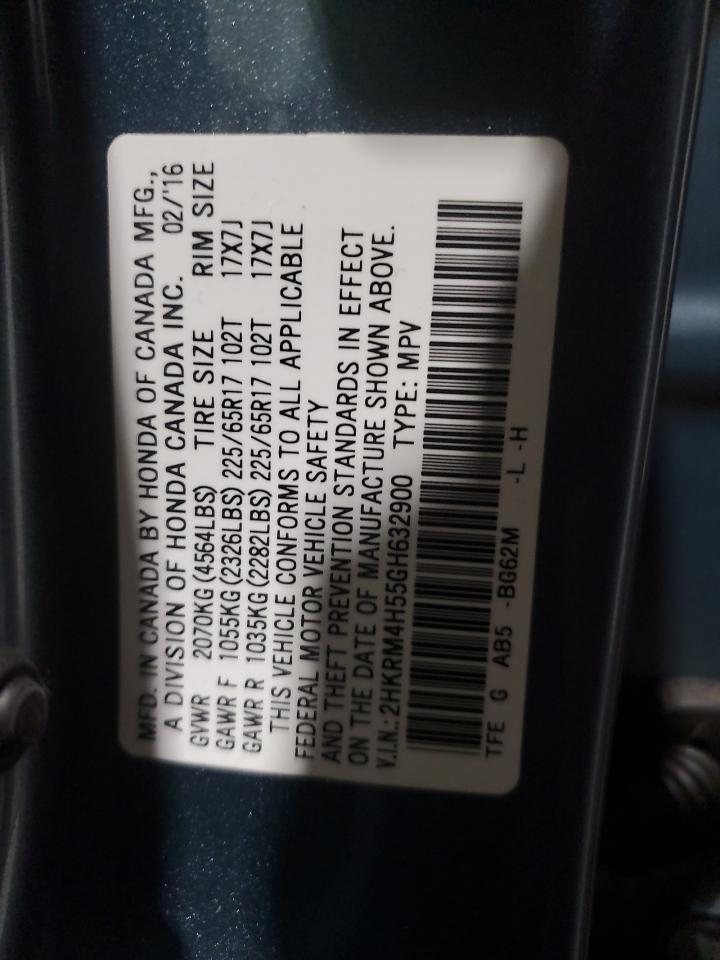 MFD. IN CANADA BY HONDA OF CANADA MFG.,
A DIVISION OF HONDA CANADA INC. 02/'16
GVWR 2070KG(4564LBS) TIRE SIZE RIM SIZE
GAWR F 1055KG(2326LBS) 225/65R17 102T 17X7J
GAWR R 1035KG(2282LBS) 225/65R17 102T 17X7J
THIS VEHICLE CONFORMS TO ALL APPLICABLE
FEDERAL MOTOR VEHICLE SAFETY
AND THEFT PREVENTION STANDARDS IN EFFECT
ON THE DATE OF MANUFACTURE SHOWN ABOVE.
V.I.N.:2HKRM4H55GH632900 TYPE: MPV
TFE G AB5 -BG62M -L -H